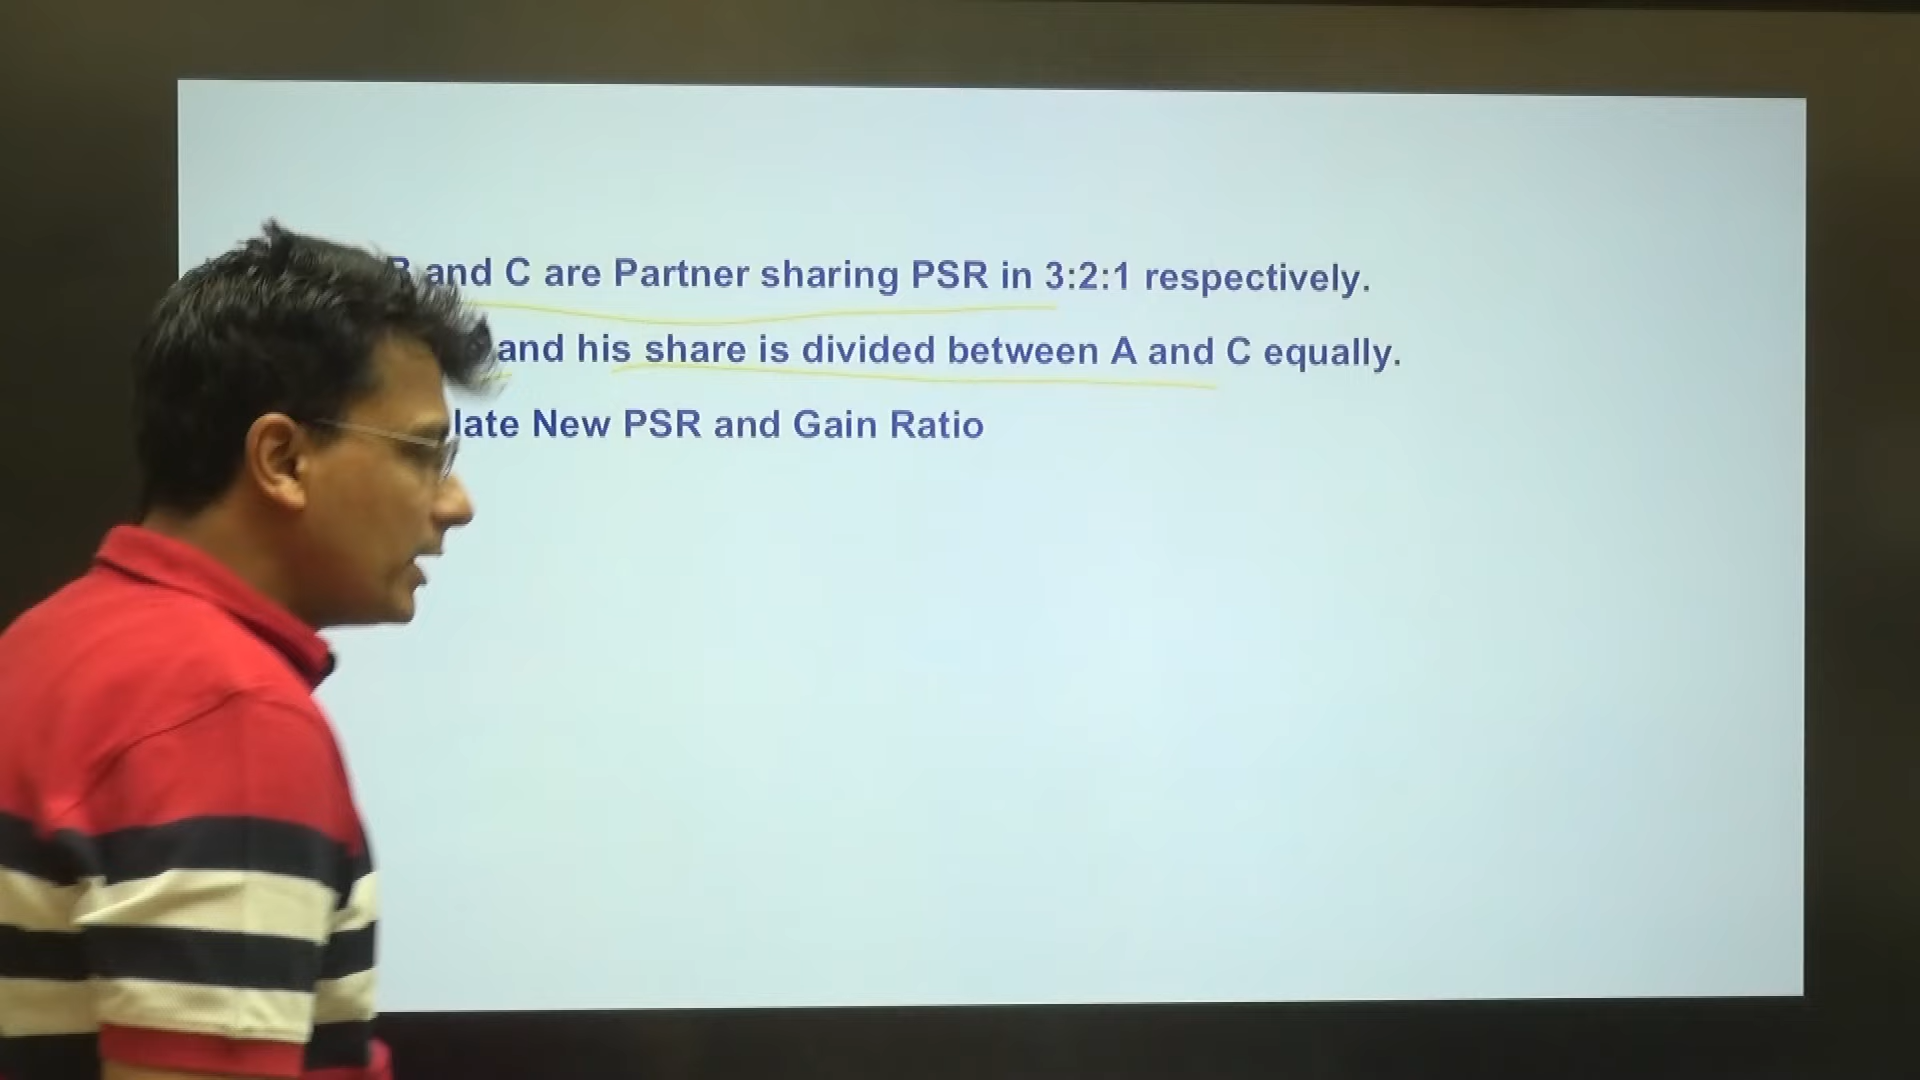 and C are Partner sharing PSR in 3:2:1 respectively.
and his share is divided between A and C equally.
late New PSR and Gain Ratio